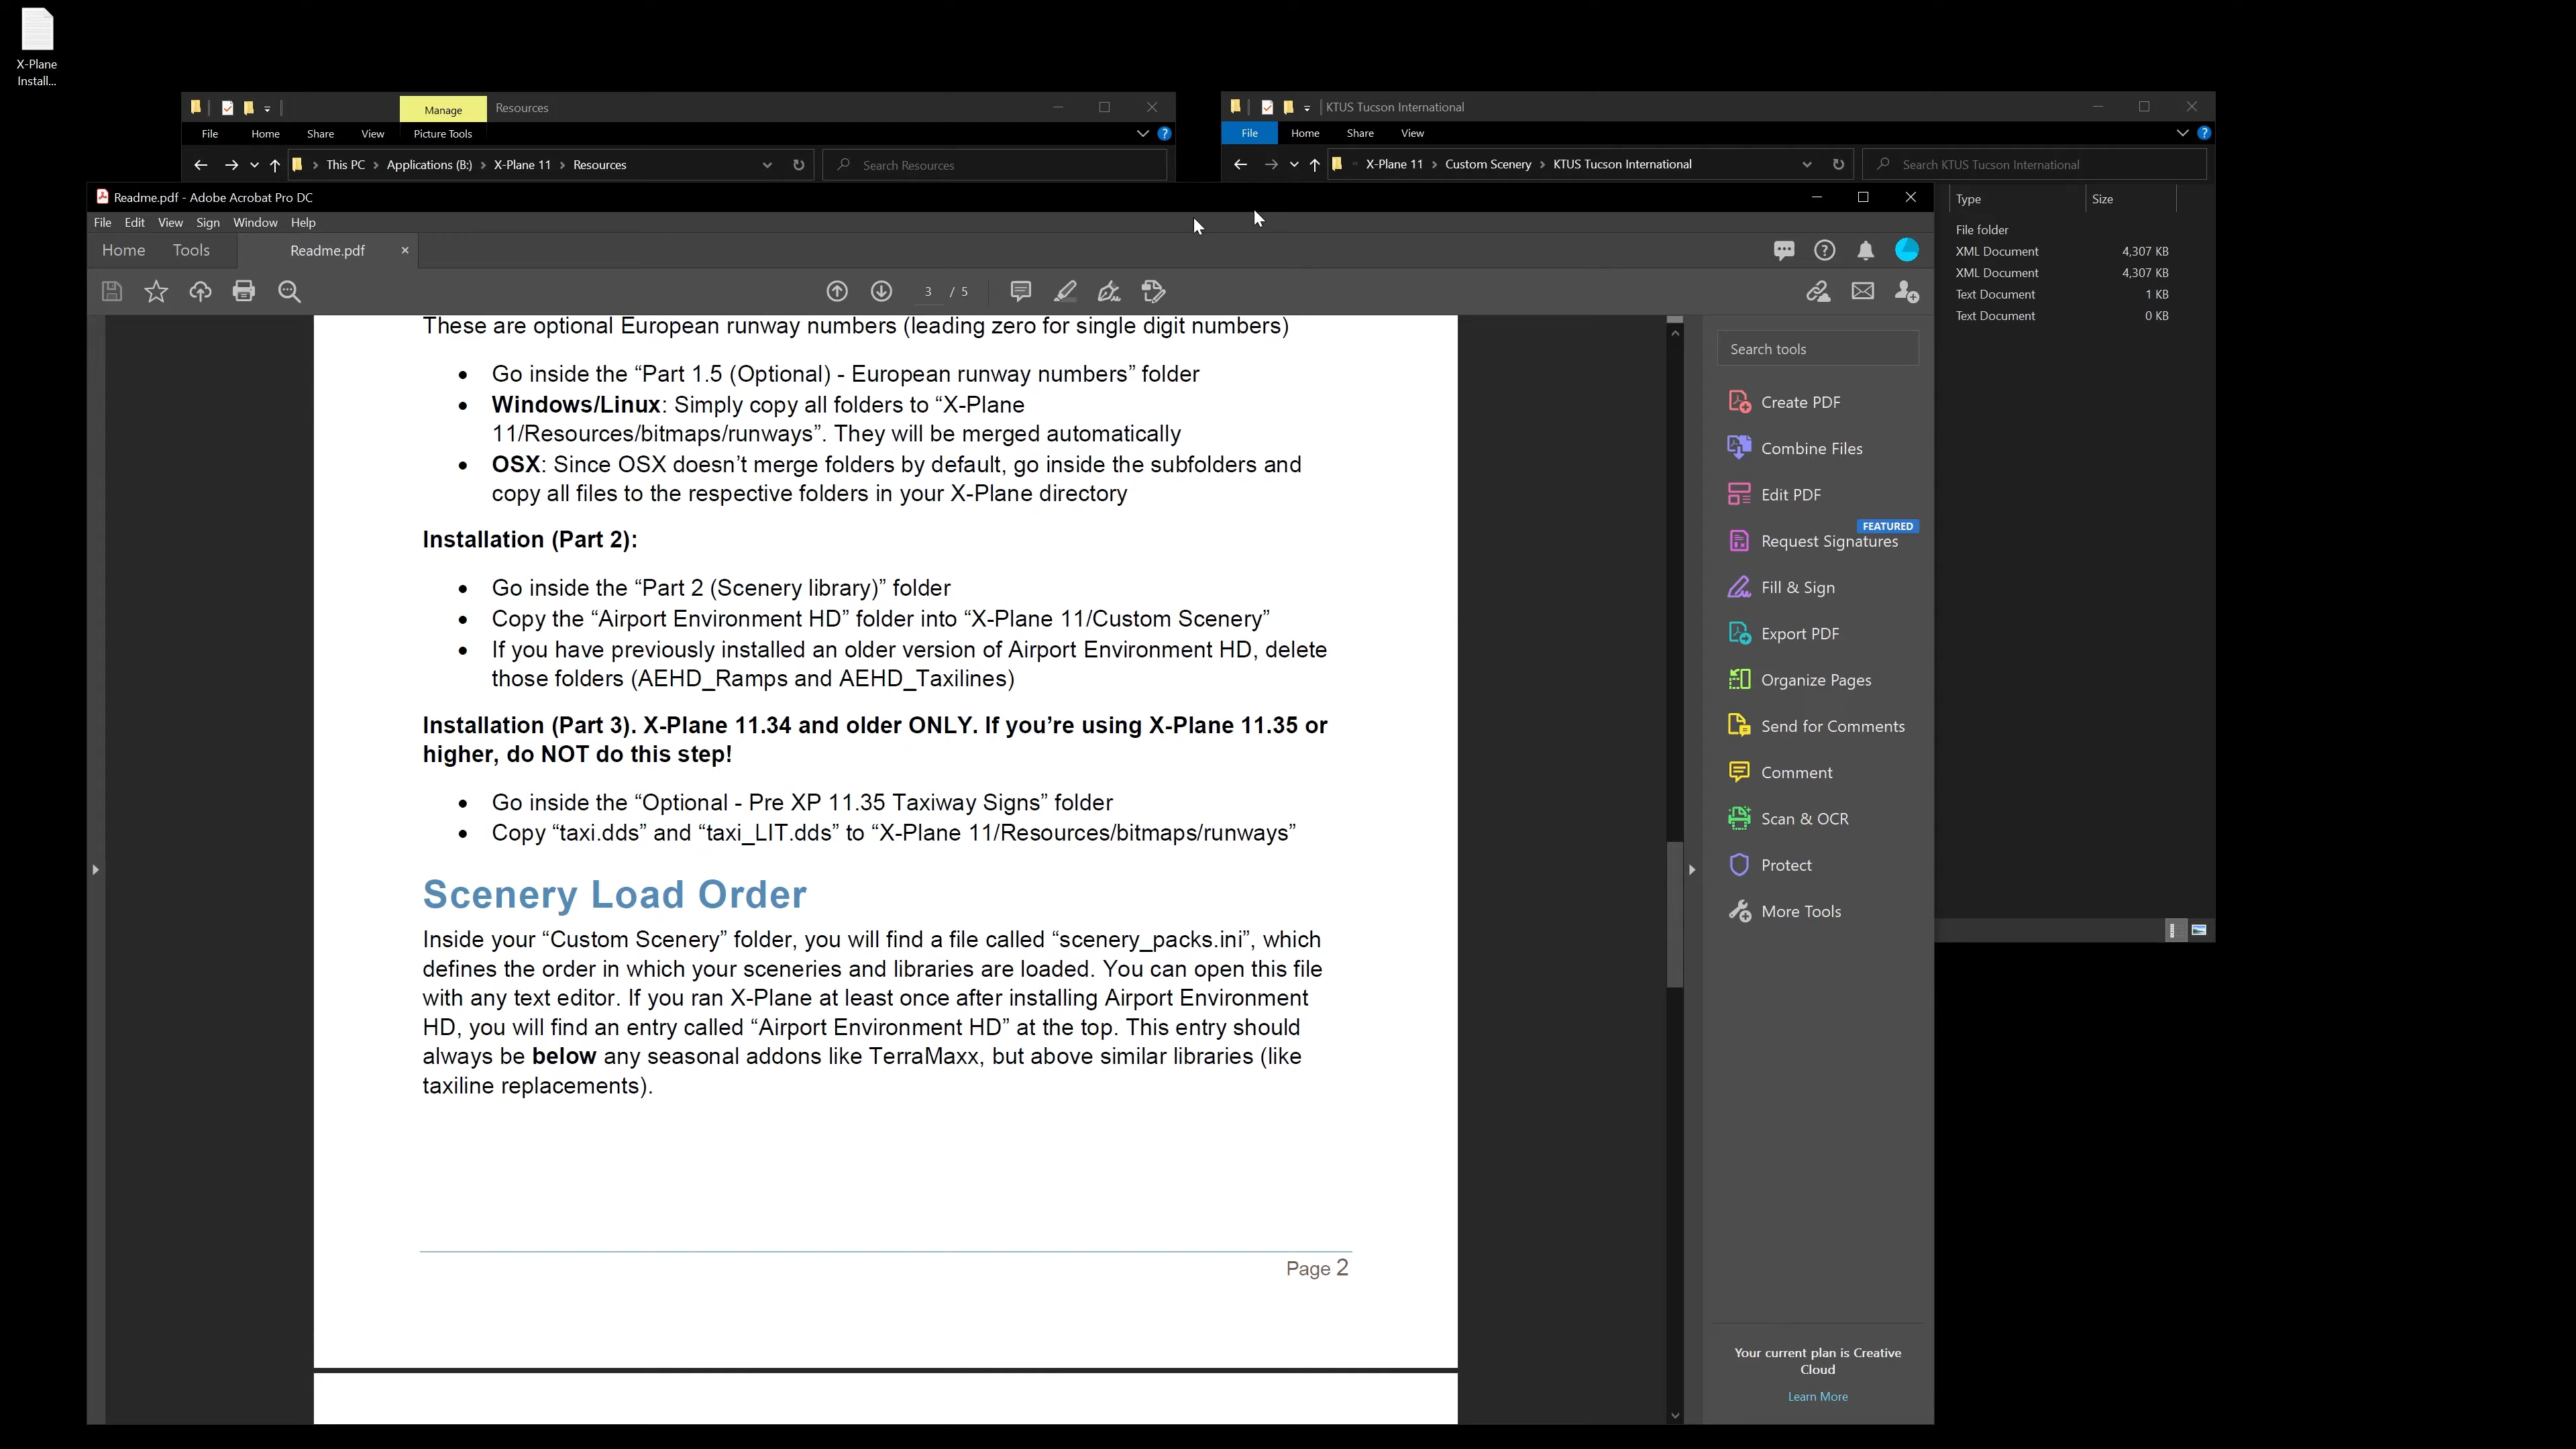 X-Plane
Install...
Manage
Resources
File
Home
Share
View
Picture Tools
This PC
Applications (B:)
X-Plane 11
Resources
Search Resources
KTUS Tucson International
File
Home
Share
View
X-Plane 11
Custom Scenery
KTUS Tucson International
Search KTUS Tucson International
Type
Size
File folder
XML Document 4,307 KB
XML Document 4,307 KB
Text Document 1 KB
Text Document 0 KB
Readme.pdf - Adobe Acrobat Pro DC
File Edit View Sign Window Help
Home
Tools
Readme.pdf
3 / 5
These are optional European runway numbers (leading zero for single digit numbers)
• Go inside the “Part 1.5 (Optional) - European runway numbers” folder
• Windows/Linux: Simply copy all folders to “X-Plane
11/Resources/bitmaps/runways”. They will be merged automatically
• OSX: Since OSX doesn’t merge folders by default, go inside the subfolders and
copy all files to the respective folders in your X-Plane directory
Installation (Part 2):
• Go inside the “Part 2 (Scenery library)” folder
• Copy the “Airport Environment HD” folder into “X-Plane 11/Custom Scenery”
• If you have previously installed an older version of Airport Environment HD, delete
those folders (AEHD_Ramps and AEHD_Taxilines)
Installation (Part 3). X-Plane 11.34 and older ONLY. If you’re using X-Plane 11.35 or
higher, do NOT do this step!
• Go inside the “Optional - Pre XP 11.35 Taxiway Signs” folder
• Copy “taxi.dds” and “taxi_LIT.dds” to “X-Plane 11/Resources/bitmaps/runways”
Scenery Load Order
Inside your “Custom Scenery” folder, you will find a file called “scenery_packs.ini”, which
defines the order in which your sceneries and libraries are loaded. You can open this file
with any text editor. If you ran X-Plane at least once after installing Airport Environment
HD, you will find an entry called “Airport Environment HD” at the top. This entry should
always be below any seasonal addons like TerraMaxx, but above similar libraries (like
taxiline replacements).
Page 2
Search tools
Create PDF
Combine Files
Edit PDF
FEATURED
Request Signatures
Fill & Sign
Export PDF
Organize Pages
Send for Comments
Comment
Scan & OCR
Protect
More Tools
Your current plan is Creative
Cloud
Learn More